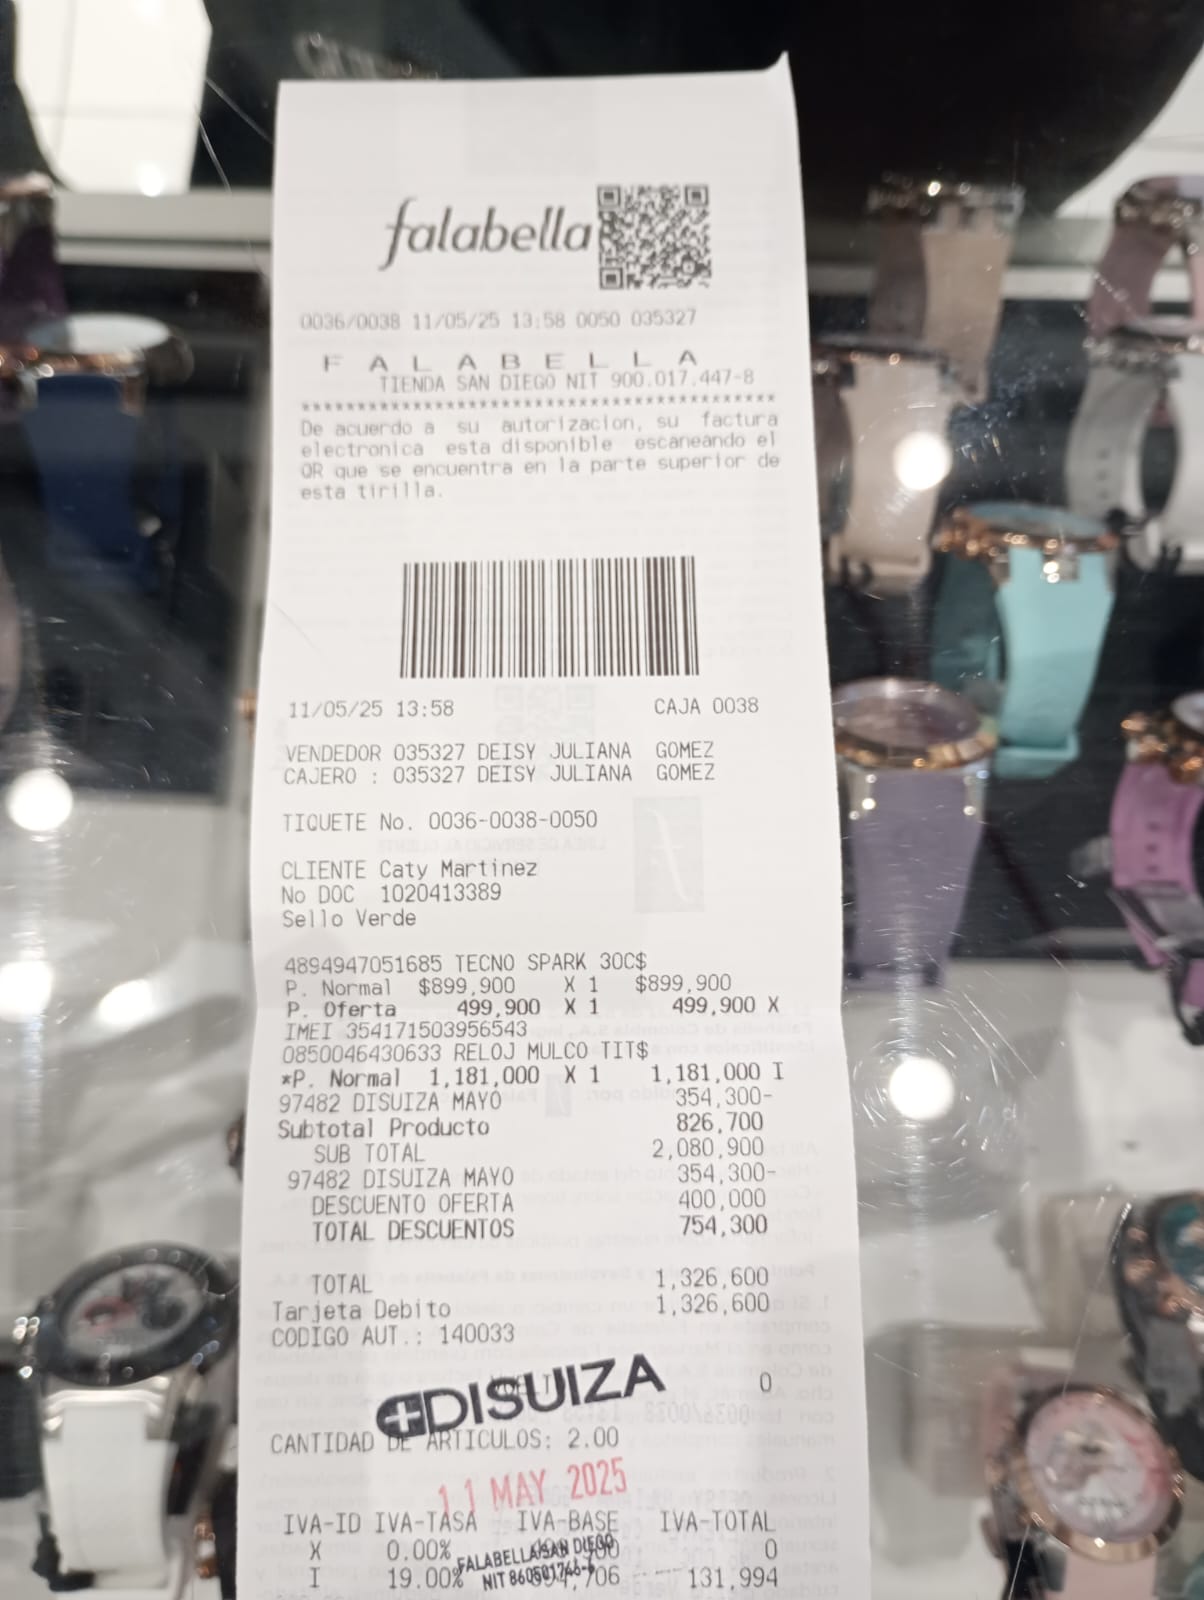 falabella
0036/0038 11/05/25 13:58 0050 035327
F A L A B E L L A
TIENDA SAN DIEGO NIT 900.017.447-8
****************************************
De acuerdo a su autorizacion, su factura
electronica esta disponible escaneando el
QR que se encuentra en la parte superior de
esta tirilla.
11/05/25 13:58 CAJA 0038
VENDEDOR 035327 DEISY JULIANA GOMEZ
CAJERO : 035327 DEISY JULIANA GOMEZ
TIQUETE No. 0036-0038-0050
CLIENTE Caty Martinez
No DOC 1020413389
Sello Verde
4894947051685 TECNO SPARK 30C$
P. Normal $899,900 X 1 $899,900
P. Oferta 499,900 X 1 499,900 X
IMEI 354171503956543
0850046430633 RELOJ MULCO TIT$
*P. Normal 1,181,000 X 1 1,181,000 I
97482 DISUIZA MAYO 354,300-
Subtotal Producto 826,700
SUB TOTAL 2,080,900
97482 DISUIZA MAYO 354,300-
DESCUENTO OFERTA 400,000
TOTAL DESCUENTOS 754,300
TOTAL 1,326,600
Tarjeta Debito 1,326,600
CODIGO AUT.: 140033
0
DISUIZA
CANTIDAD DE ARTICULOS: 2.00
11 MAY 2025
IVA-ID IVA-TASA IVA-BASE IVA-TOTAL
X 0.00% 0
FALABELLA SAN DIEGO
I 19.00% 131,994